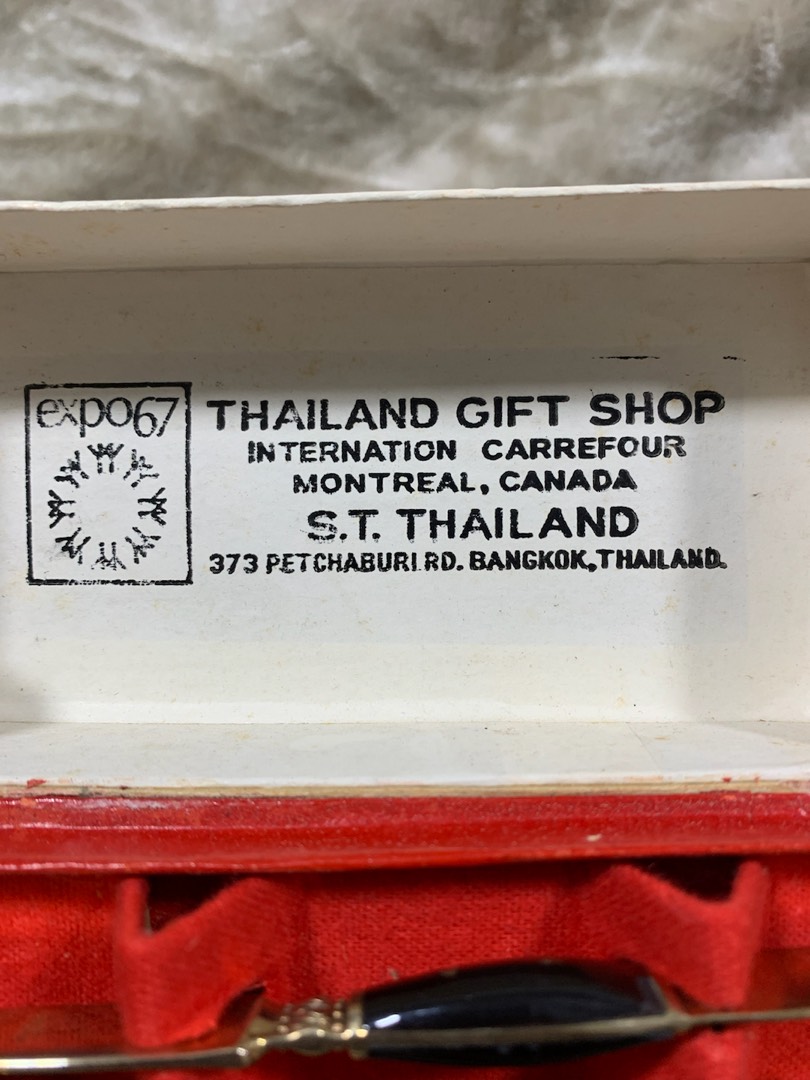 expo67
THAILAND GIFT SHOP
INTERNATION CARREFOUR
MONTREAL, CANADA
S.T. THAILAND
373 PETCHABURI.RD. BANGKOK, THAILAND.